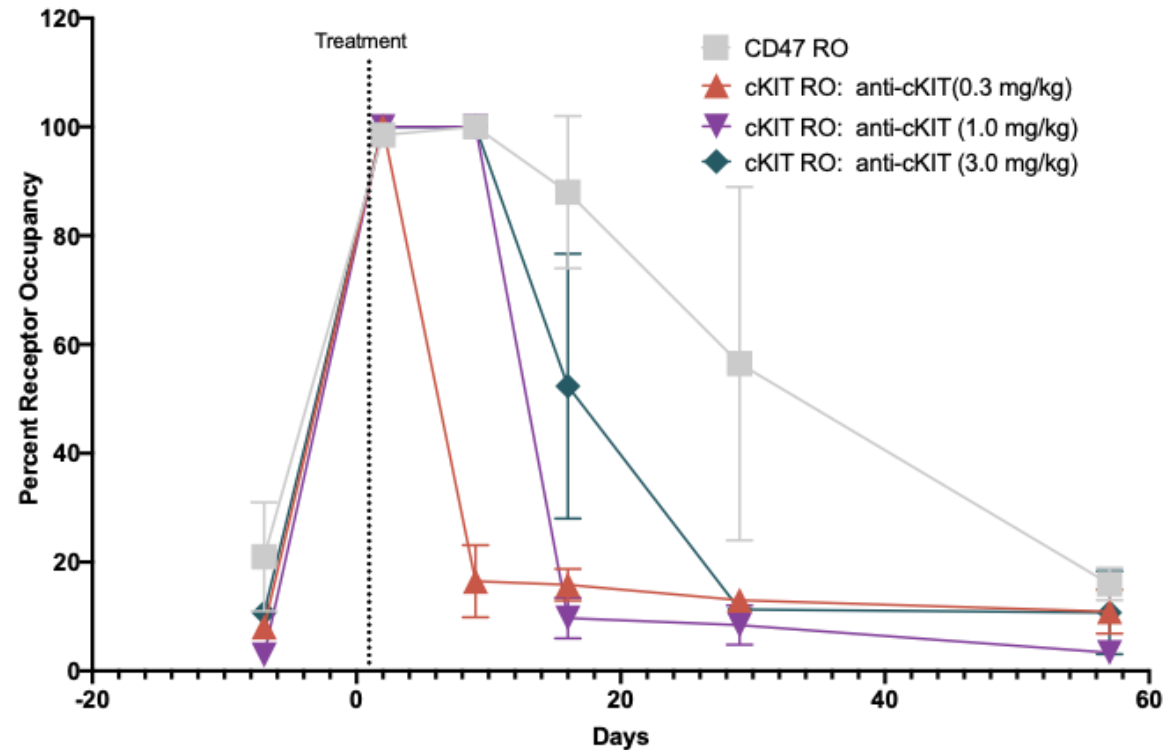 120
Treatment
CD47 RO
cKIT RO: anti-cKIT(0.3 mg/kg)
cKIT RO: anti-cKIT (1.0 mg/kg)
cKIT RO: anti-cKIT (3.0 mg/kg)
100
80
60
40
20
0
Percent Receptor Occupancy
-20
0
20
40
60
Days